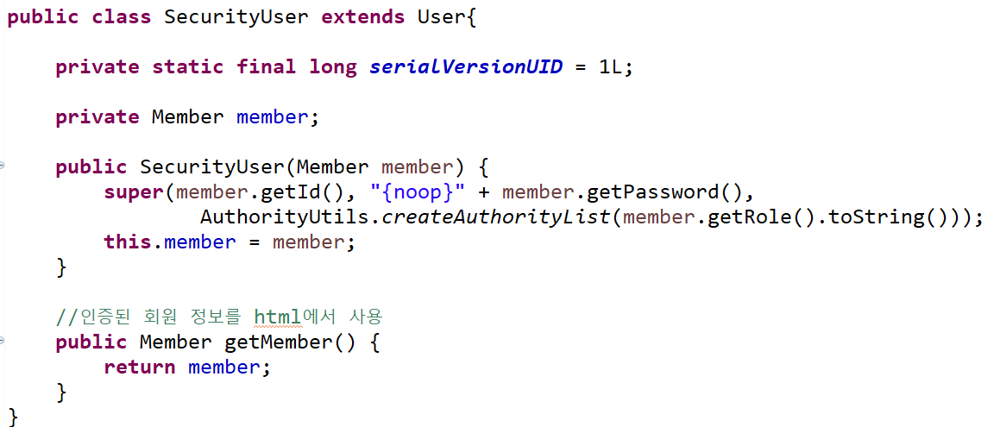 public class SecurityUser extends User{
private static final long serialVersionUID = 1L;
private Member member;
public SecurityUser(Member member) {
super(member.getId(), "{noop}" + member.getPassword(),
AuthorityUtils.createAuthorityList(member.getRole().toString()));
this.member = member;
}
//인증된 회원 정보를 html에서 사용
public Member getMember() {
return member;
}
}